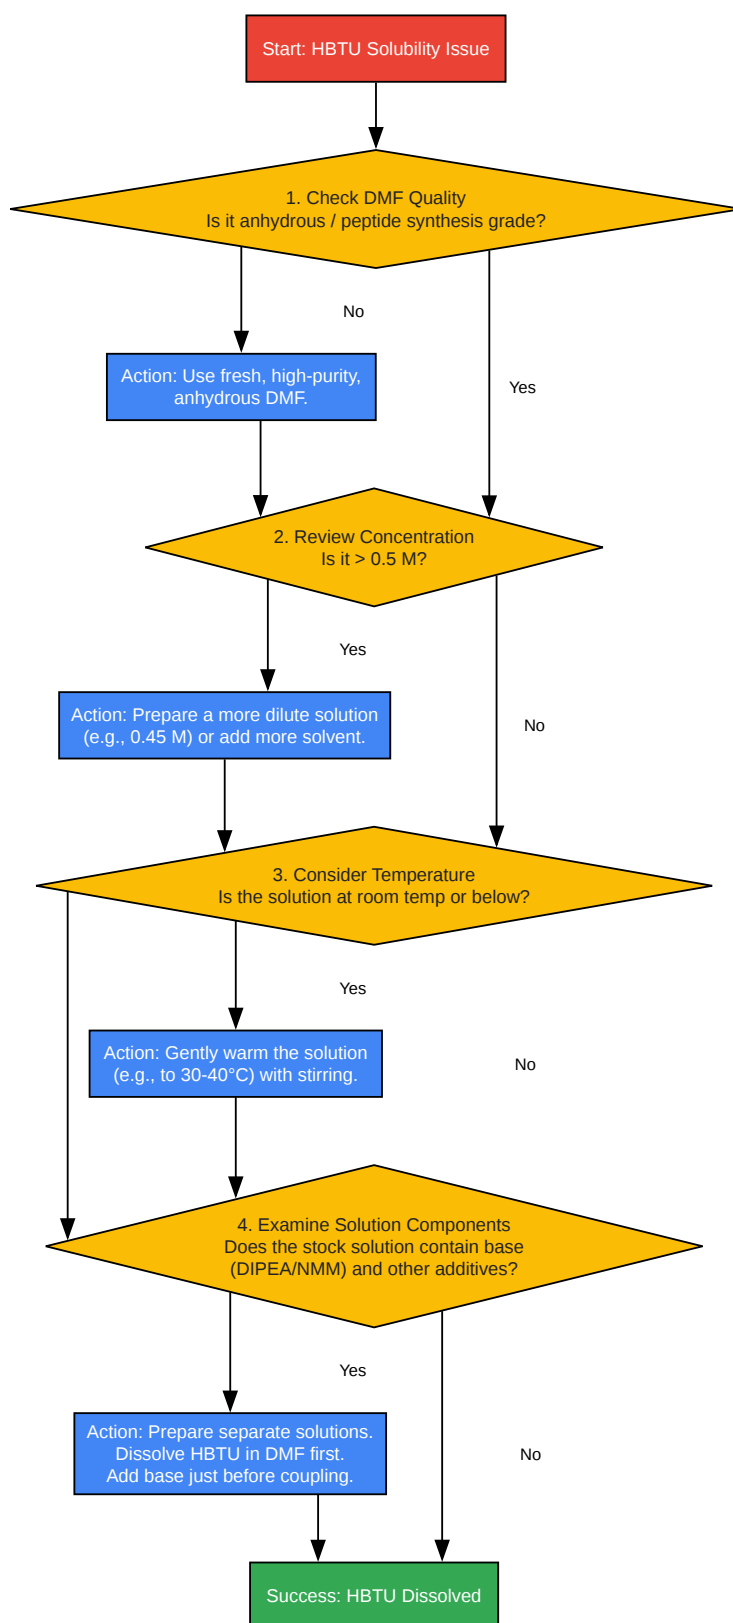 Start: HBTU Solubility Issue
1. Check DMF Quality
Is it anhydrous / peptide synthesis grade?
No
Action: Use fresh, high-purity,
anhydrous DMF.
Yes
2. Review Concentration
Is it > 0.5 M?
Yes
Action: Prepare a more dilute solution
(e.g., 0.45 M) or add more solvent.
No
3. Consider Temperature
Is the solution at room temp or below?
Yes
Action: Gently warm the solution
(e.g., to 30-40°C) with stirring.
No
4. Examine Solution Components
Does the stock solution contain base
(DIPEA/NMM) and other additives?
Yes
Action: Prepare separate solutions.
Dissolve HBTU in DMF first.
Add base just before coupling.
No
Success: HBTU Dissolved